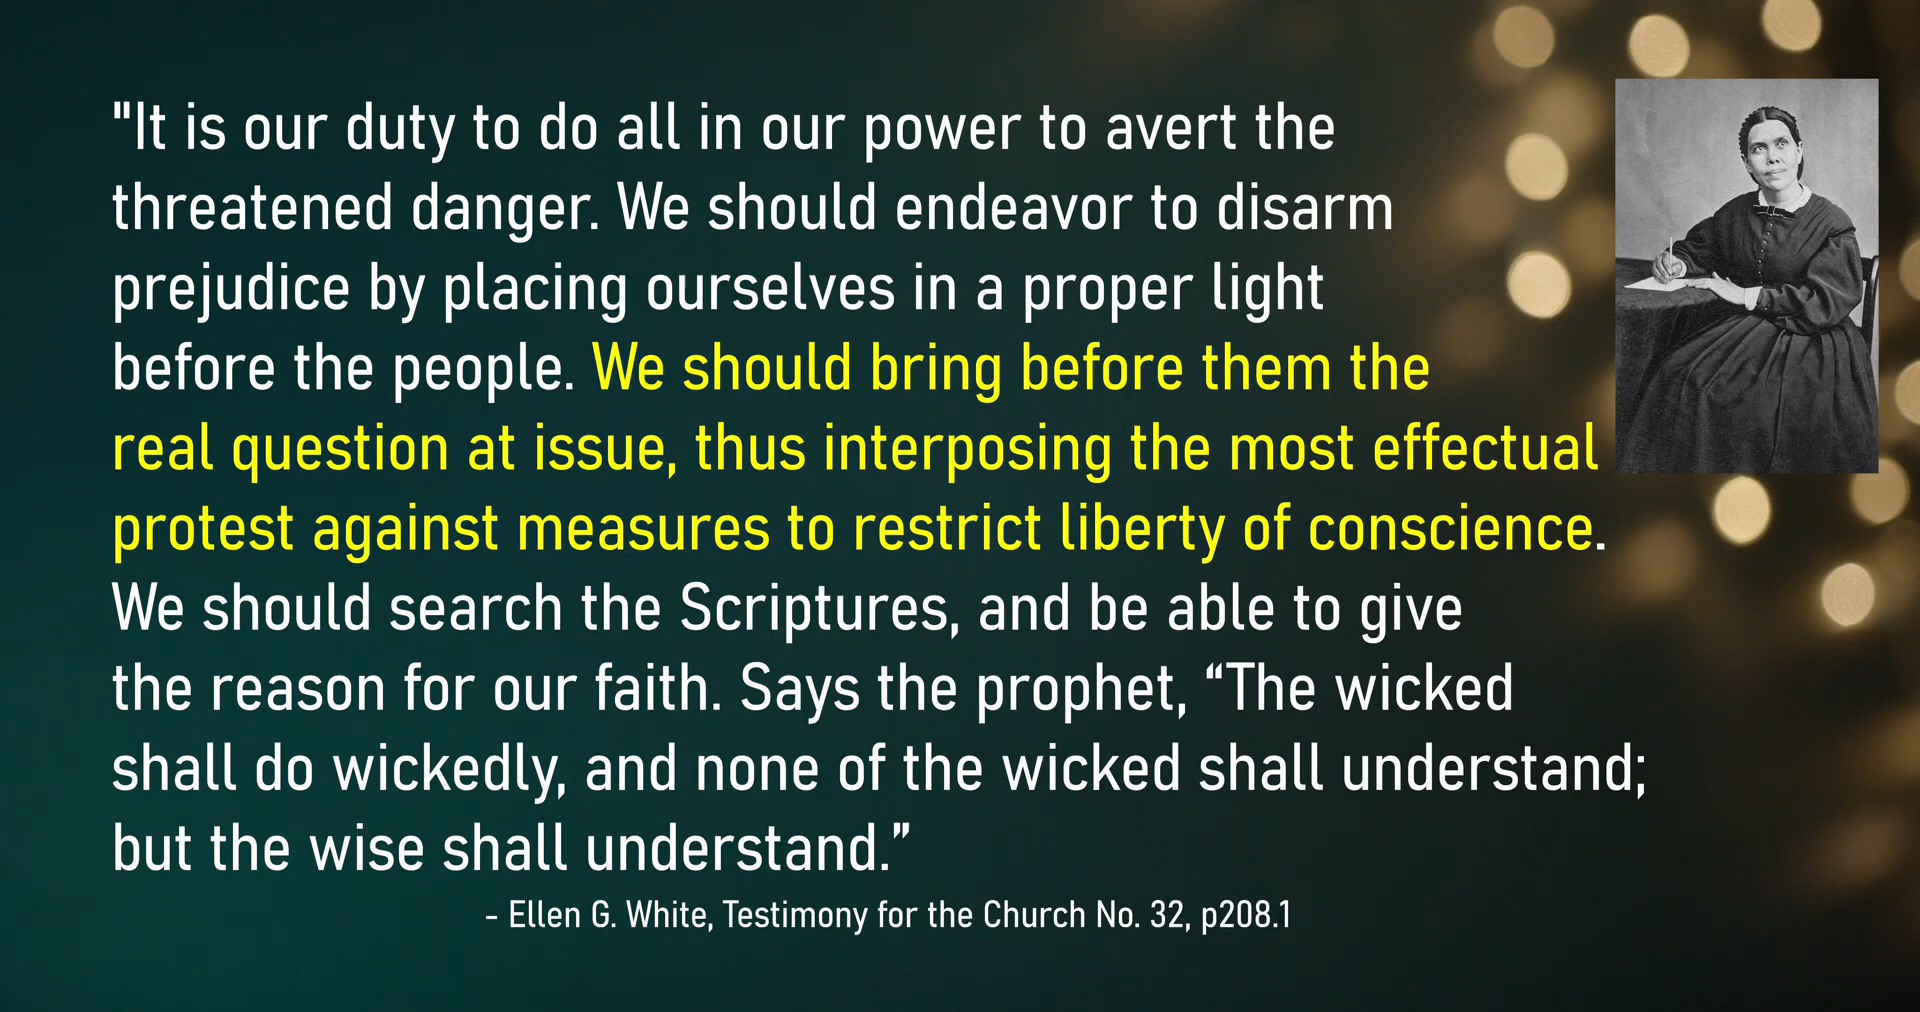 "It is our duty to do all in our power to avert the
threatened danger. We should endeavor to disarm
prejudice by placing ourselves in a proper light
before the people. We should bring before them the
real question at issue, thus interposing the most effectual
protest against measures to restrict liberty of conscience.
We should search the Scriptures, and be able to give
the reason for our faith. Says the prophet, “The wicked
shall do wickedly, and none of the wicked shall understand;
but the wise shall understand.”
- Ellen G. White, Testimony for the Church No. 32, p208.1